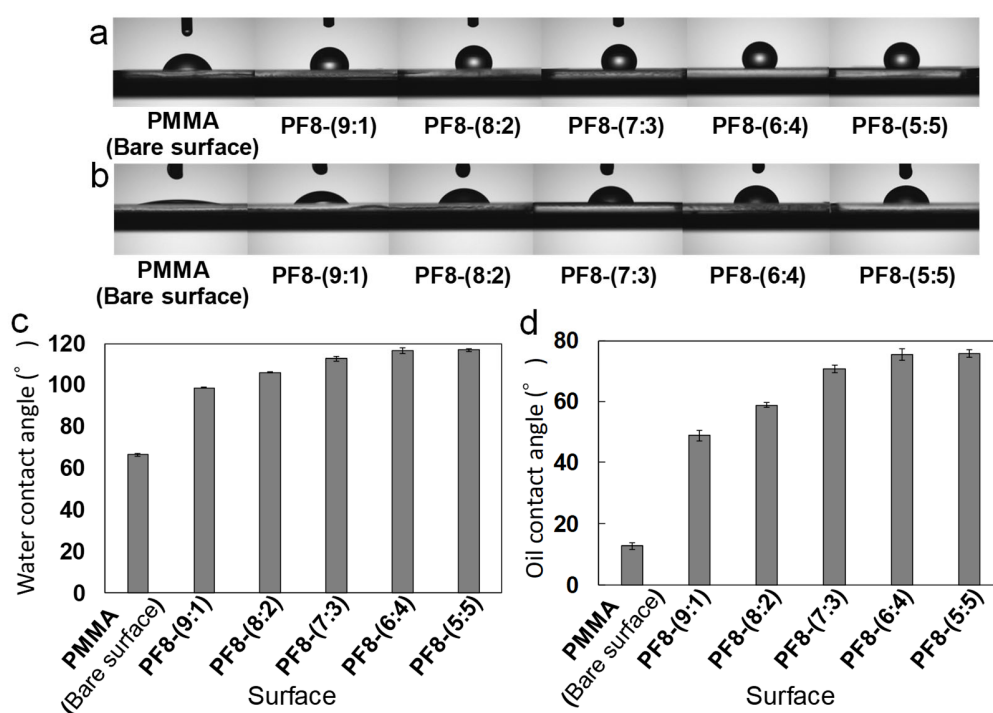 a
PMMA
(Bare surface)
PF8-(9:1)
PF8-(8:2)
PF8-(7:3)
PF8-(6:4)
PF8-(5:5)
b
PMMA
(Bare surface)
PF8-(9:1)
PF8-(8:2)
PF8-(7:3)
PF8-(6:4)
PF8-(5:5)
c
Water contact angle (° )
120
100
80
60
40
20
0
PMMA
(Bare surface)
PF8-(9:1)
PF8-(8:2)
PF8-(7:3)
PF8-(6:4)
PF8-(5:5)
Surface
d
Oil contact angle (° )
80
60
40
20
0
PMMA
(Bare surface)
PF8-(9:1)
PF8-(8:2)
PF8-(7:3)
PF8-(6:4)
PF8-(5:5)
Surface